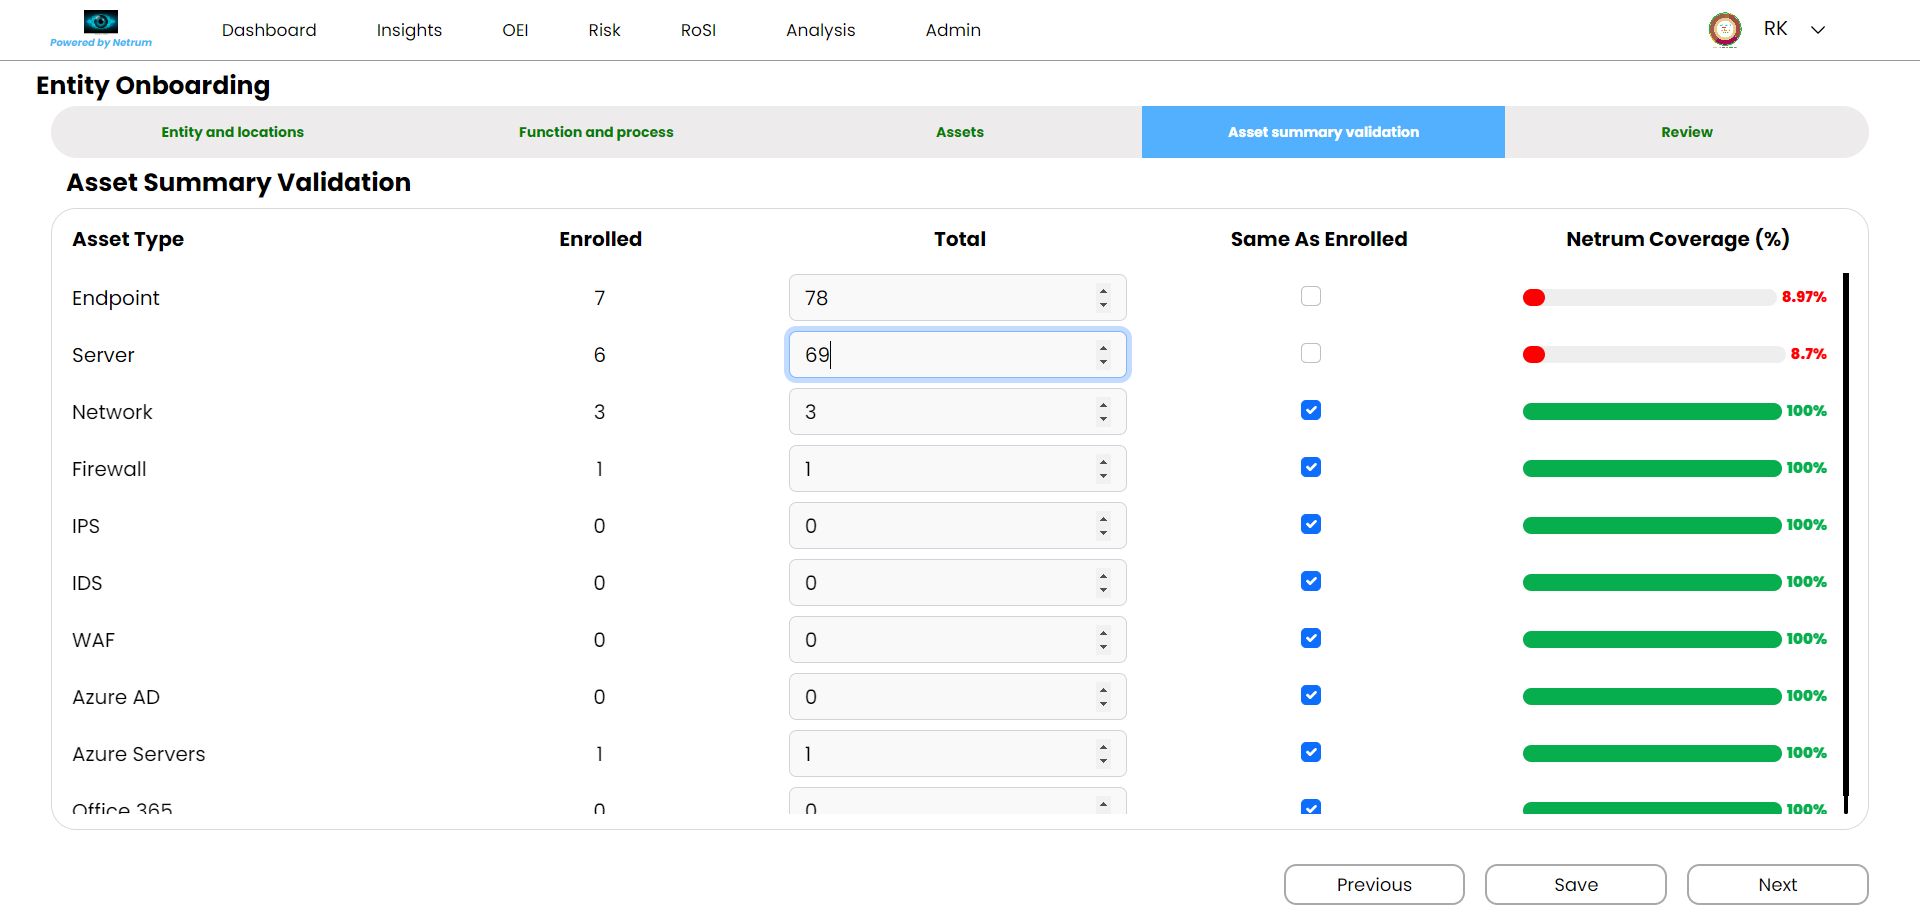 Powered by Netrum
Dashboard Insights OEI Risk RoSI Analysis Admin RK
Entity Onboarding
Entity and locations Function and process Assets Asset summary validation Review
Asset Summary Validation
Asset Type Enrolled Total Same As Enrolled Netrum Coverage (%)
Endpoint 7 78 8.97%
Server 6 69 8.7%
Network 3 3 100%
Firewall 1 1 100%
IPS 0 0 100%
IDS 0 0 100%
WAF 0 0 100%
Azure AD 0 0 100%
Azure Servers 1 1 100%
Office 365 0 0 100%
Previous Save Next